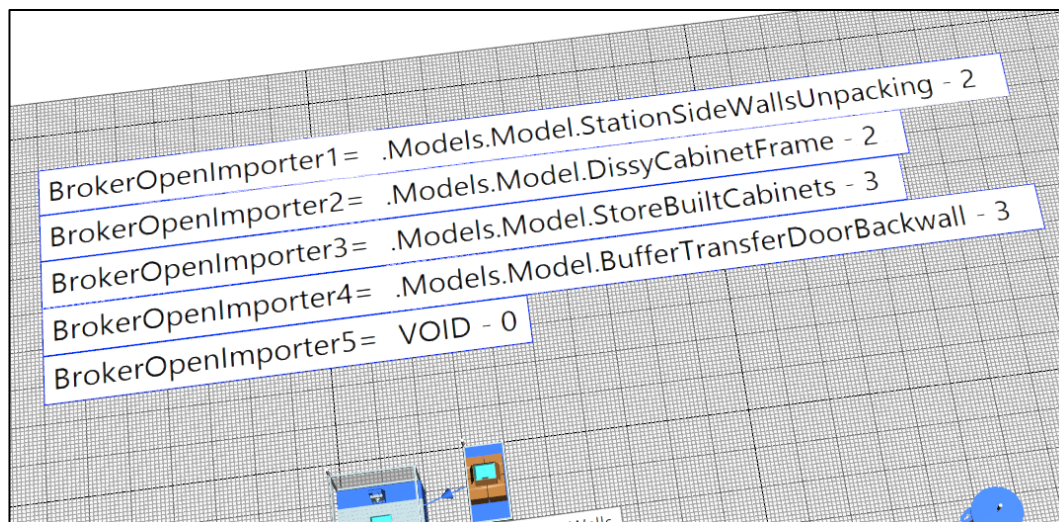 BrokerOpenImporter1= .Models.Model.StationSideWallsUnpacking - 2
BrokerOpenImporter2= .Models.Model.DissyCabinetFrame - 2
BrokerOpenImporter3= .Models.Model.StoreBuiltCabinets - 3
BrokerOpenImporter4= .Models.Model.BufferTransferDoorBackwall - 3
BrokerOpenImporter5= VOID - 0